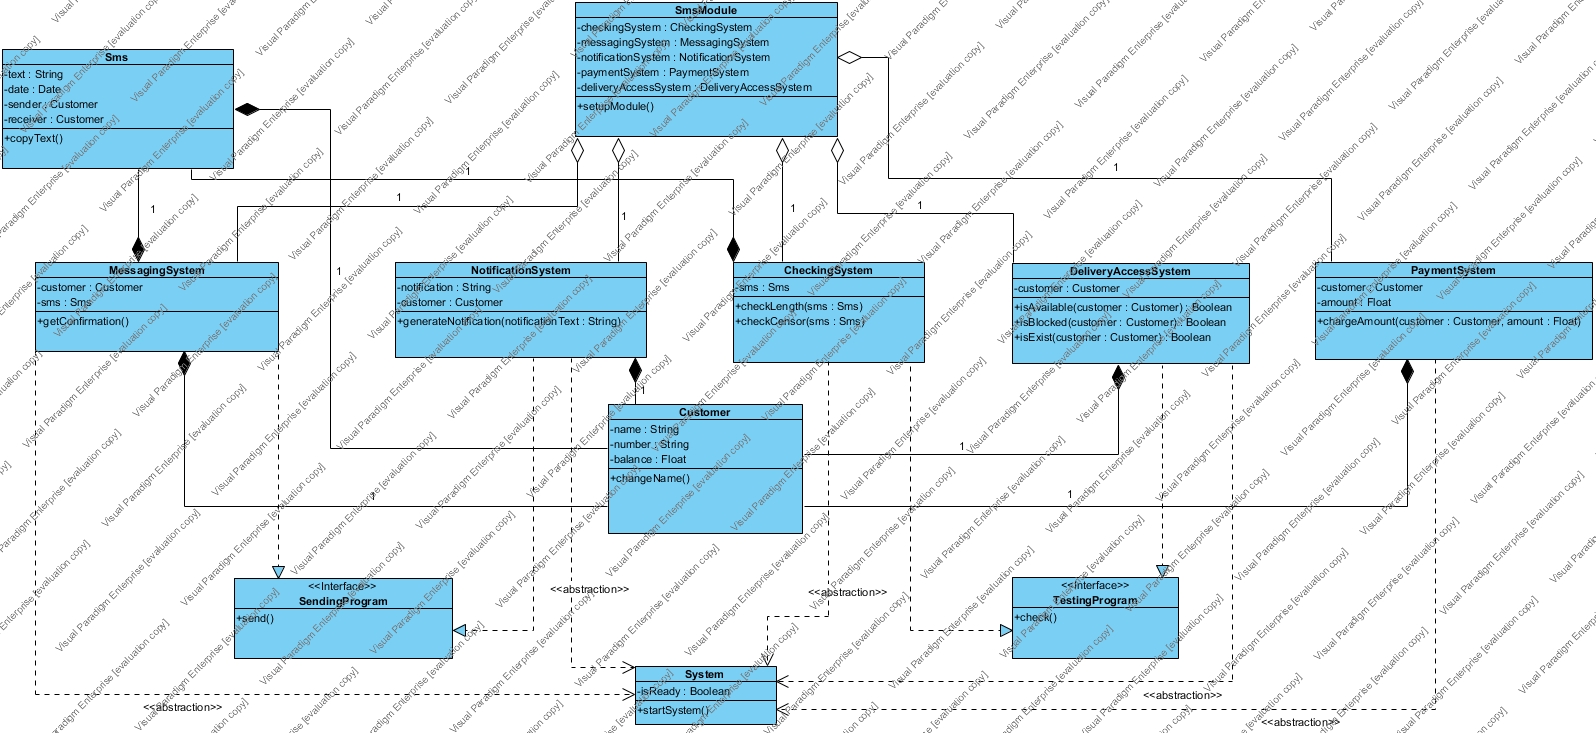 SmsModule
-checkingSystem : CheckingSystem
-messagingSystem : MessagingSystem
-notificationSystem : NotificationSystem
-paymentSystem : PaymentSystem
-deliveryAccessSystem : DeliveryAccessSystem
+setupModule()
Sms
-text : String
-date : Date
-sender : Customer
-receiver : Customer
+copyText()
1
1
1
1
1
1
1
MessagingSystem
-customer : Customer
-sms : Sms
+getConfirmation()
NotificationSystem
-notification : String
-customer : Customer
+generateNotification(notificationText : String)
CheckingSystem
-sms : Sms
+checkLength(sms : Sms)
+checkCensor(sms : Sms)
DeliveryAccessSystem
-customer : Customer
+isAvailable(customer : Customer) : Boolean
+isBlocked(customer : Customer) : Boolean
+isExist(customer : Customer) : Boolean
PaymentSystem
-customer : Customer
-amount : Float
+chargeAmount(customer : Customer, amount : Float)
1
1
Customer
-name : String
-number : String
-balance : Float
+changeName()
1
1
1
<<Interface>>
SendingProgram
+send()
<<abstraction>>
<<abstraction>>
<<Interface>>
TestingProgram
+check()
System
-isReady : Boolean
+startSystem()
<<abstraction>>
<<abstraction>>
<<abstraction>>
Visual Paradigm Enterprise [evaluation copy]